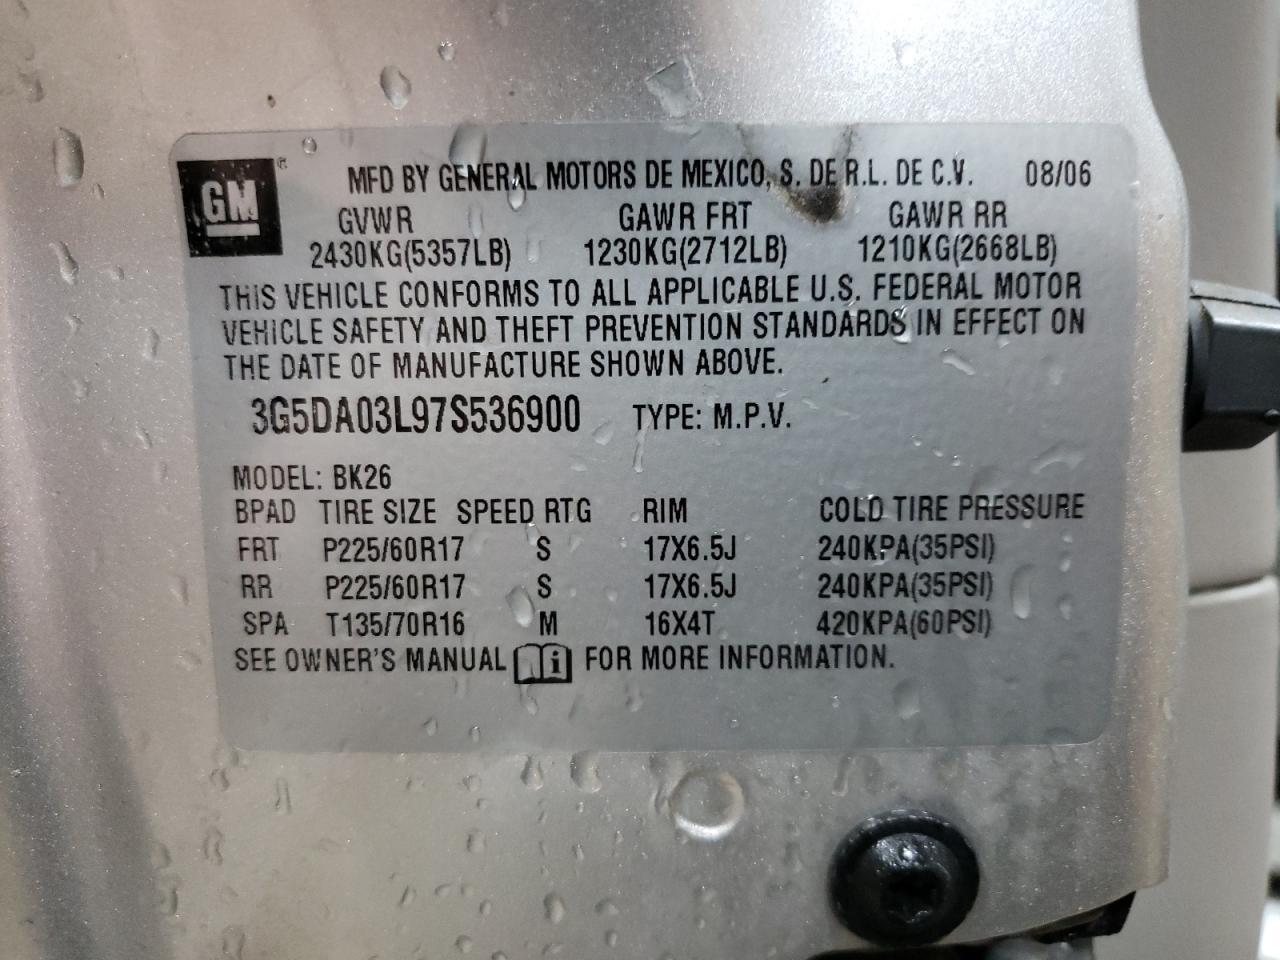 GM® MFD BY GENERAL MOTORS DE MEXICO, S. DE R.L. DE C.V. 08/06
GVWR GAWR FRT GAWR RR
2430KG(5357LB) 1230KG(2712LB) 1210KG(2668LB)
THIS VEHICLE CONFORMS TO ALL APPLICABLE U.S. FEDERAL MOTOR
VEHICLE SAFETY AND THEFT PREVENTION STANDARDS IN EFFECT ON
THE DATE OF MANUFACTURE SHOWN ABOVE.
3G5DA03L97S536900 TYPE: M.P.V.
MODEL: BK26
BPAD TIRE SIZE SPEED RTG RIM COLD TIRE PRESSURE
FRT P225/60R17 S 17X6.5J 240KPA(35PSI)
RR P225/60R17 S 17X6.5J 240KPA(35PSI)
SPA T135/70R16 M 16X4T 420KPA(60PSI)
SEE OWNER'S MANUAL i FOR MORE INFORMATION.